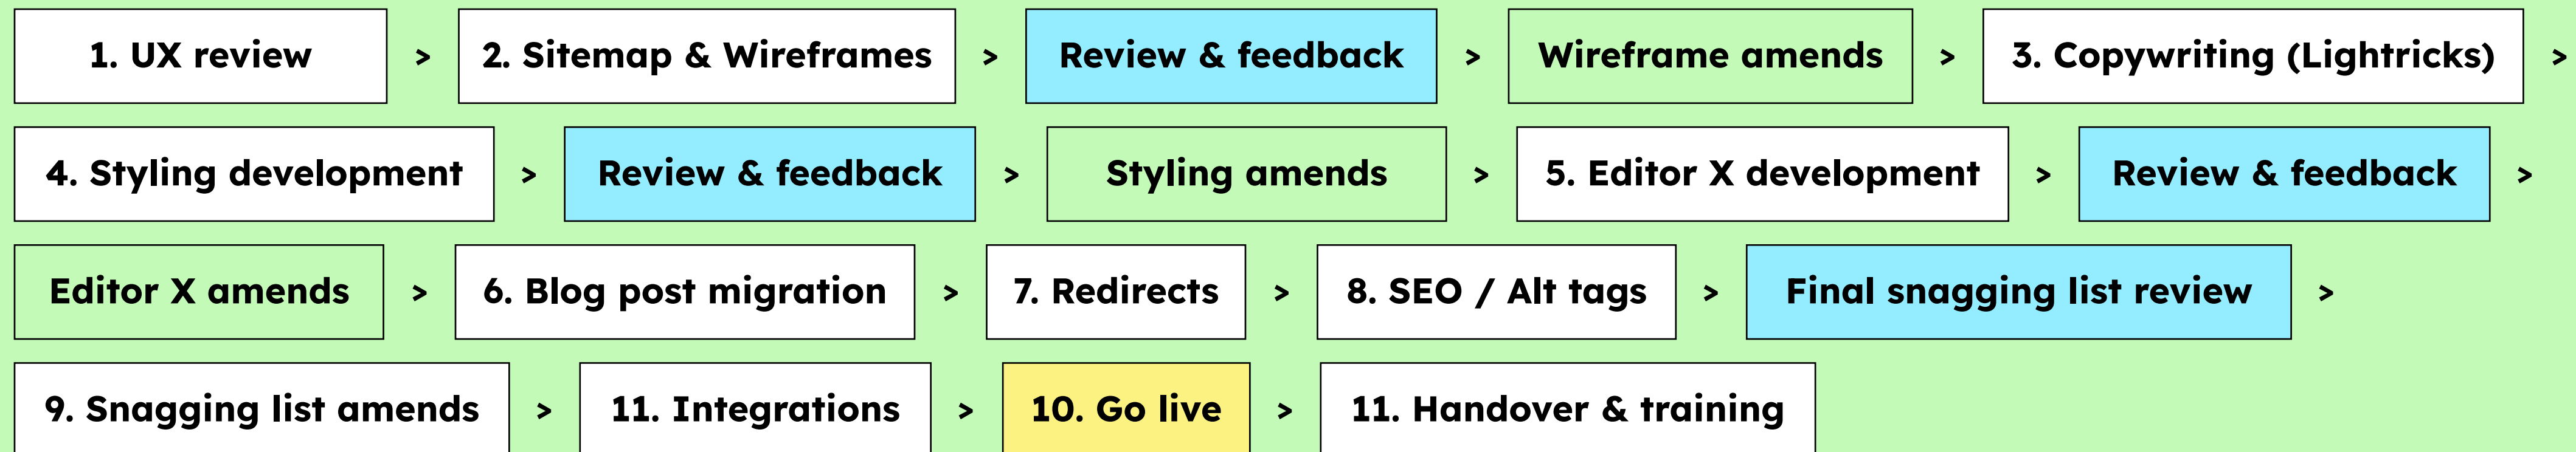 1. UX review > 2. Sitemap & Wireframes > Review & feedback > Wireframe amends > 3. Copywriting (Lightricks) >
4. Styling development > Review & feedback > Styling amends > 5. Editor X development > Review & feedback >
Editor X amends > 6. Blog post migration > 7. Redirects > 8. SEO / Alt tags > Final snagging list review >
9. Snagging list amends > 11. Integrations > 10. Go live > 11. Handover & training